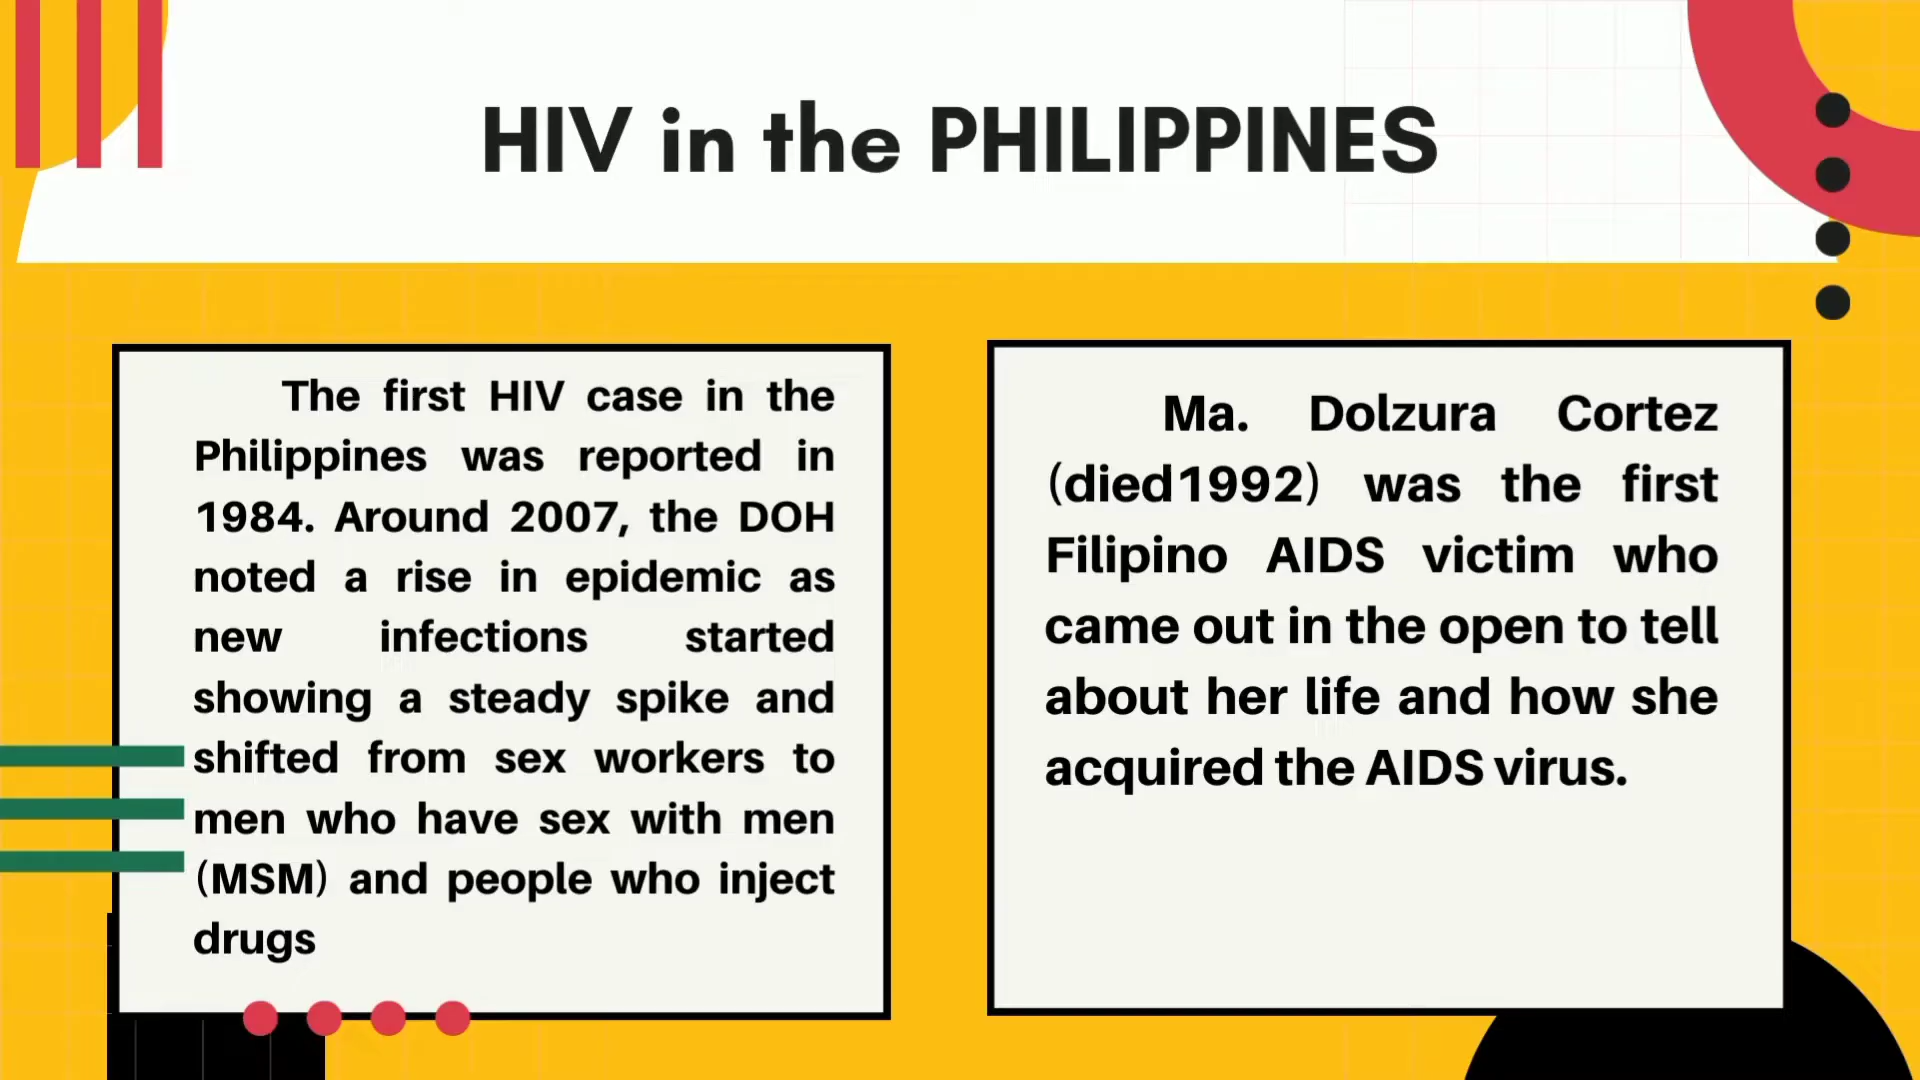 HIV in the PHILIPPINES
The first HIV case in the
Philippines was reported in
1984. Around 2007, the DOH
noted a rise in epidemic as
new infections started
showing a steady spike and
shifted from sex workers to
men who have sex with men
(MSM) and people who inject
drugs
Ma. Dolzura Cortez
(died1992) was the first
Filipino AIDS victim who
came out in the open to tell
about her life and how she
acquired the AIDS virus.